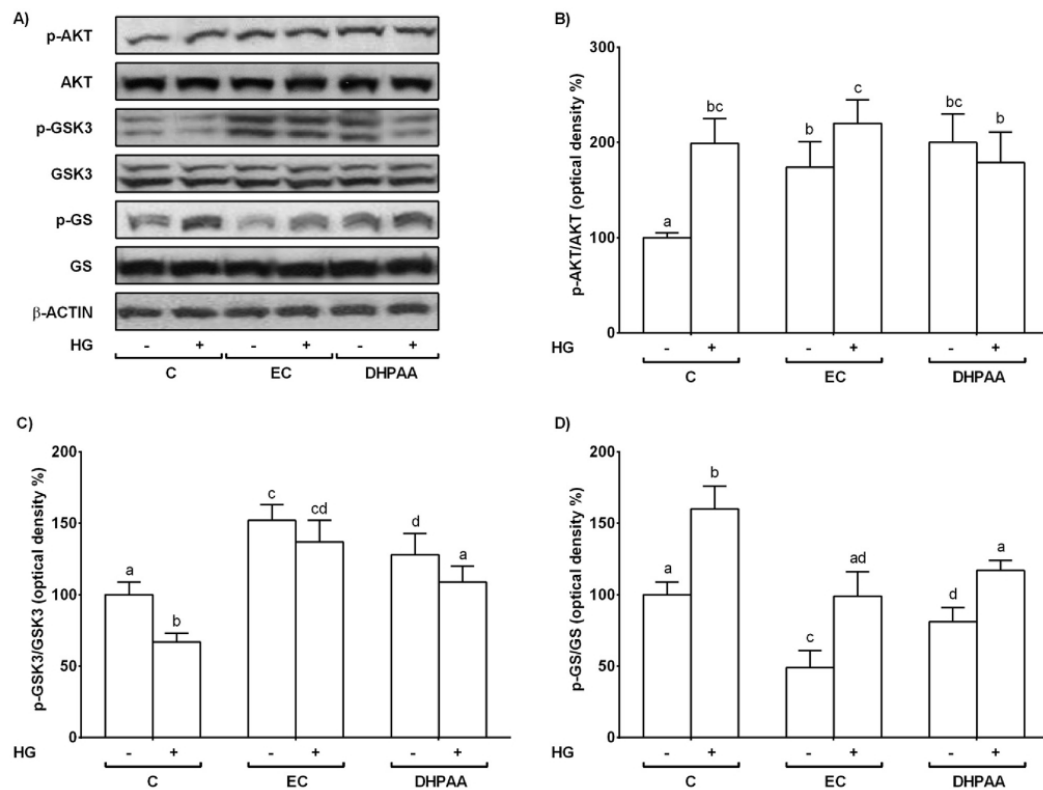 A)
p-AKT
AKT
p-GSK3
GSK3
p-GS
GS
β-ACTIN
HG - + - + - +
C EC DHPAA
B)
p-AKT/AKT (optical density %)
300
200
100
0
a bc b c bc b
HG - + - + - +
C EC DHPAA
C)
p-GSK3/GSK3 (optical density %)
200
150
100
50
0
a b c cd d a
HG - + - + - +
C EC DHPAA
D)
p-GS/GS (optical density %)
200
150
100
50
0
a b c ad d a
HG - + - + - +
C EC DHPAA